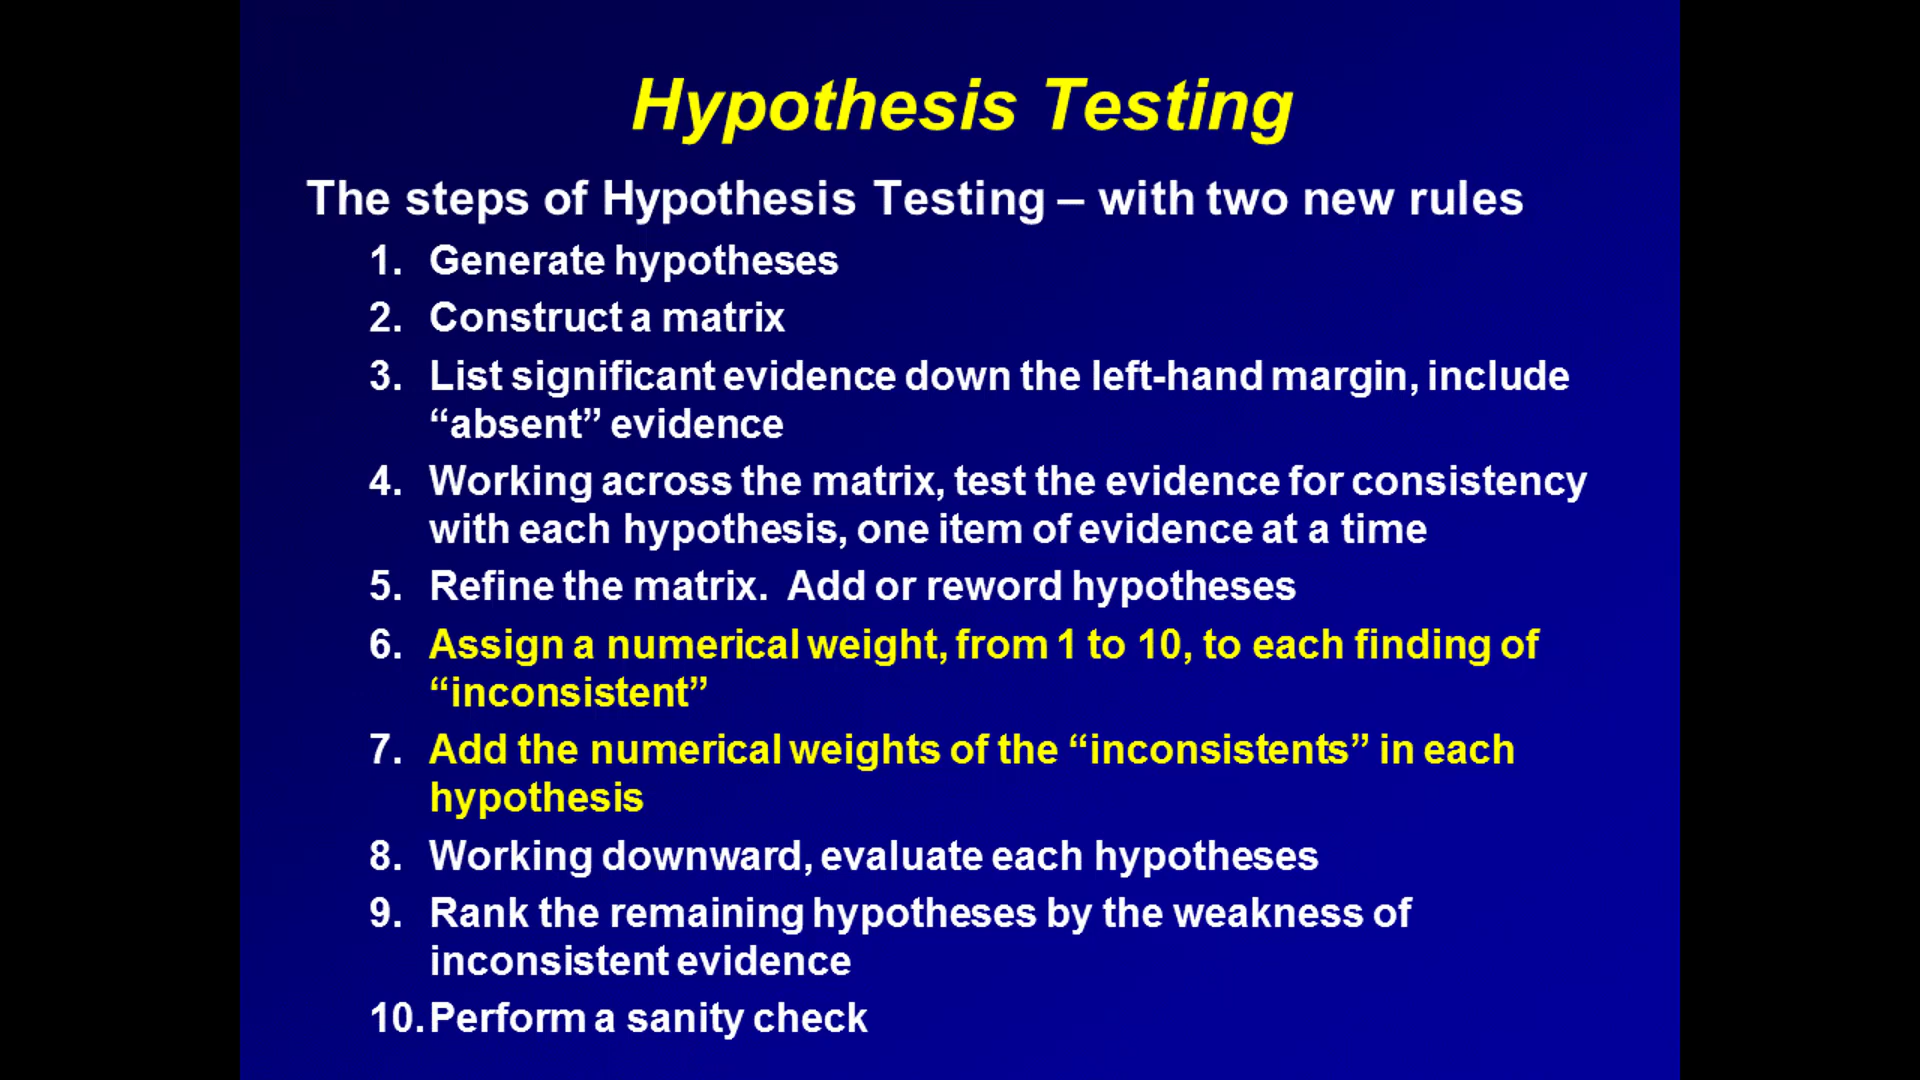 Hypothesis Testing
The steps of Hypothesis Testing – with two new rules
1. Generate hypotheses
2. Construct a matrix
3. List significant evidence down the left-hand margin, include
“absent” evidence
4. Working across the matrix, test the evidence for consistency
with each hypothesis, one item of evidence at a time
5. Refine the matrix.  Add or reword hypotheses
6. Assign a numerical weight, from 1 to 10, to each finding of
“inconsistent”
7. Add the numerical weights of the “inconsistents” in each
hypothesis
8. Working downward, evaluate each hypotheses
9. Rank the remaining hypotheses by the weakness of
inconsistent evidence
10. Perform a sanity check